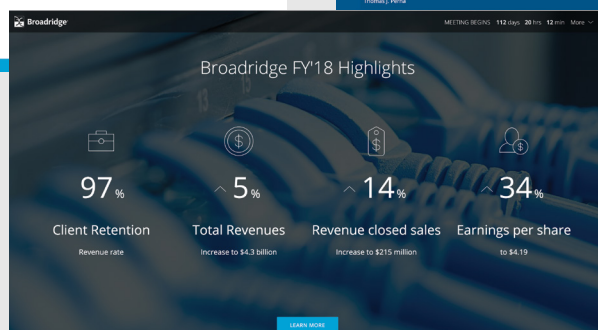 Thomas J. Perna
Broadridge
MEETING BEGINS 112 days 20 hrs 12 min More
Broadridge FY'18 Highlights
97%
Client Retention
Revenue rate
5%
Total Revenues
Increase to $4.3 billion
14%
Revenue closed sales
Increase to $215 million
34%
Earnings per share
to $4.19
LEARN MORE